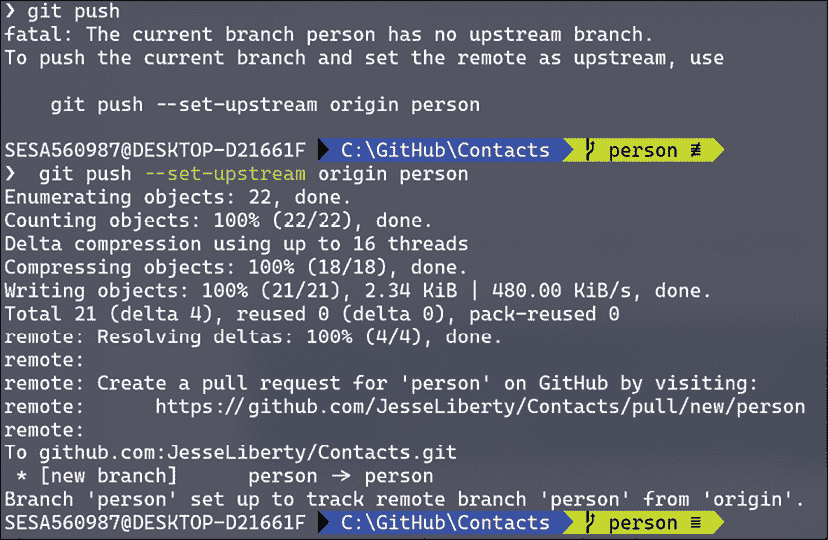 ❯ git push
fatal: The current branch person has no upstream branch.
To push the current branch and set the remote as upstream, use
git push --set-upstream origin person
SESA560987@DESKTOP-D21661F C:\GitHub\Contacts person ≢
❯ git push --set-upstream origin person
Enumerating objects: 22, done.
Counting objects: 100% (22/22), done.
Delta compression using up to 16 threads
Compressing objects: 100% (18/18), done.
Writing objects: 100% (21/21), 2.34 KiB | 480.00 KiB/s, done.
Total 21 (delta 4), reused 0 (delta 0), pack-reused 0
remote: Resolving deltas: 100% (4/4), done.
remote:
remote: Create a pull request for 'person' on GitHub by visiting:
remote: https://github.com/JesseLiberty/Contacts/pull/new/person
remote:
To github.com:JesseLiberty/Contacts.git
* [new branch] person -> person
Branch 'person' set up to track remote branch 'person' from 'origin'.
SESA560987@DESKTOP-D21661F C:\GitHub\Contacts person ≡